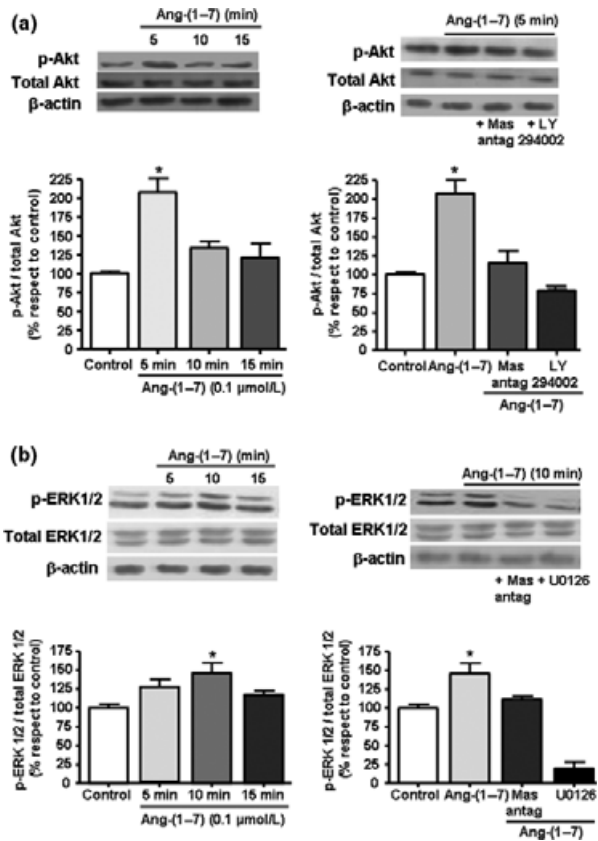 (a)
Ang-(1–7) (min)
5 10 15
p-Akt
Total Akt
β-actin
Ang-(1–7) (5 min)
p-Akt
Total Akt
β-actin
+ Mas + LY
antag 294002
p-Akt / total Akt
(% respect to control)
225
200
175
150
125
100
75
50
25
0
*
Control 5 min 10 min 15 min
Ang-(1–7) (0.1 μmol/L)
p-Akt / total Akt
(% respect to control)
225
200
175
150
125
100
75
50
25
0
*
Control Ang-(1–7) Mas LY
antag 294002
Ang-(1–7)
(b)
Ang-(1–7) (min)
5 10 15
p-ERK1/2
Total ERK1/2
β-actin
Ang-(1–7) (10 min)
p-ERK1/2
Total ERK1/2
β-actin
+ Mas + U0126
antag
p-ERK 1/2 / total ERK 1/2
(% respect to control)
175
150
125
100
75
50
25
0
*
Control 5 min 10 min 15 min
Ang-(1–7) (0.1 μmol/L)
p-ERK 1/2 / total ERK 1/2
(% respect to control)
175
150
125
100
75
50
25
0
*
Control Ang-(1–7) Mas U0126
antag
Ang-(1–7)